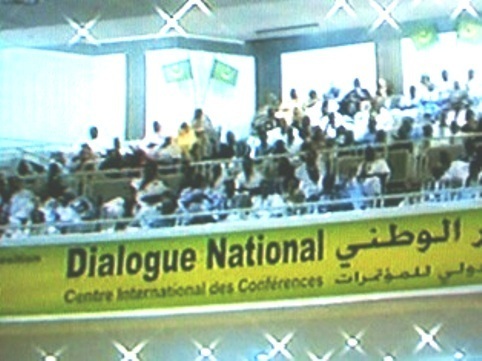 Dialogue National
الوطني
Centre International des Conférences
للمؤتمرات